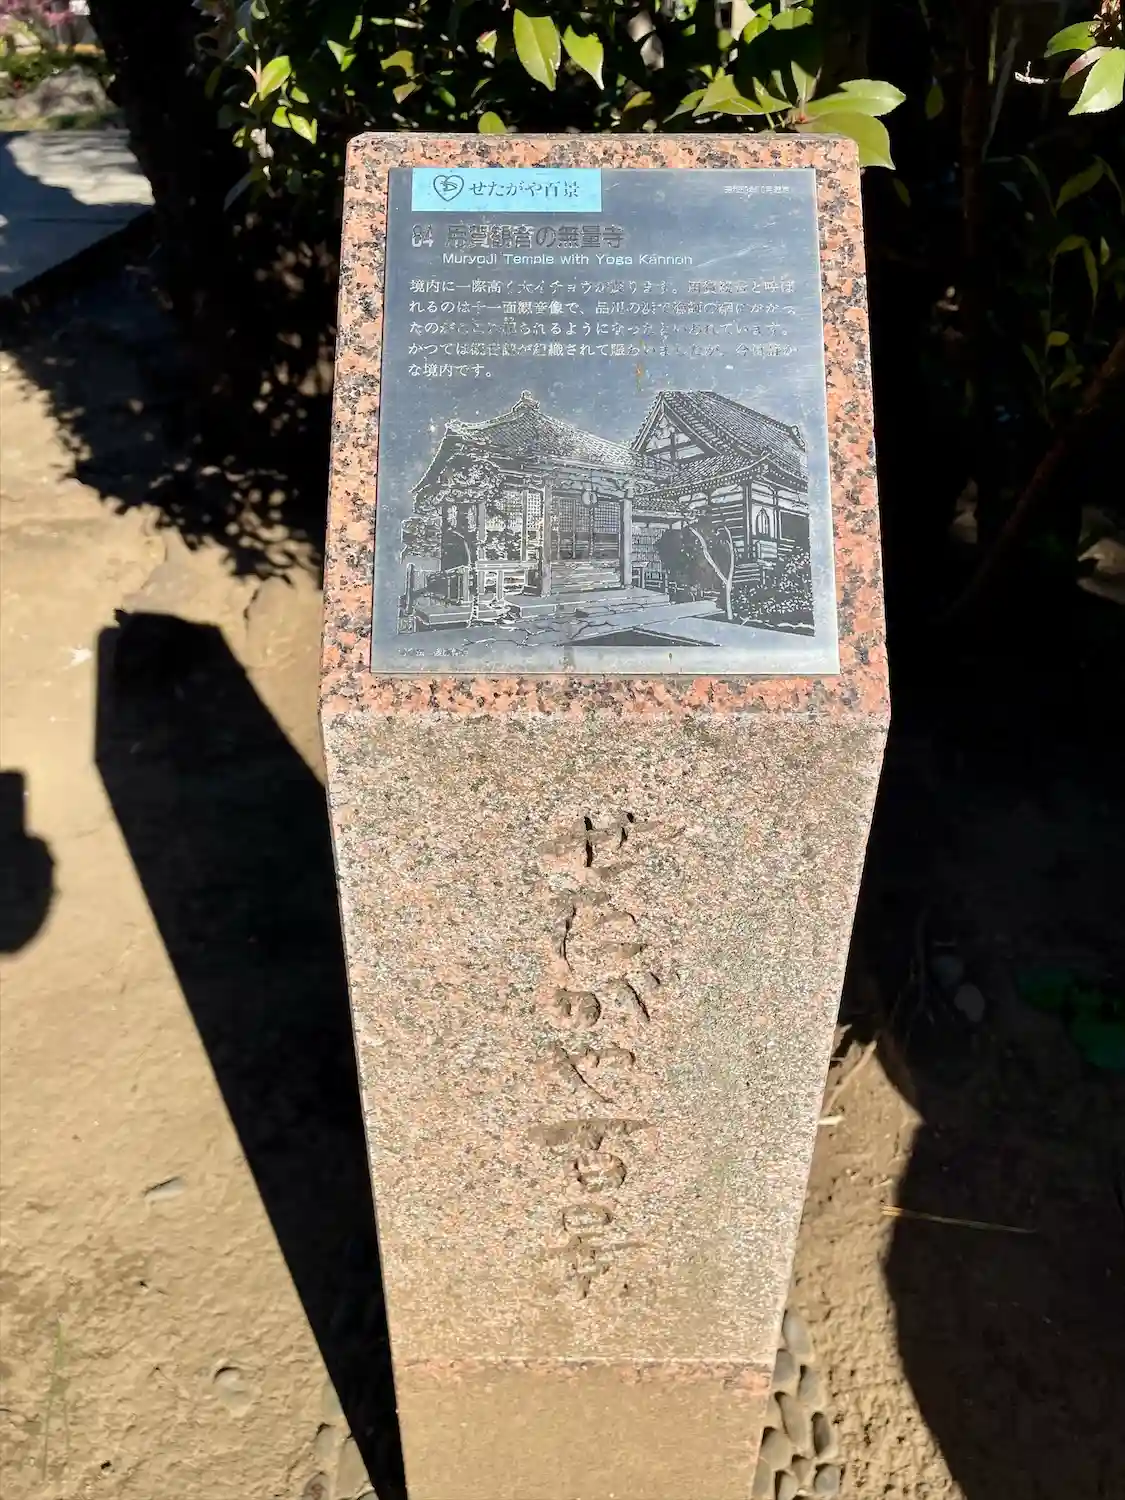 せたがや百景
84 用賀観音の無量寺
MuryoJi Temple with Yoga Kannon
境内に一際高く大イチョウがあります。用賀観音と呼ば
れるのは十一面観音像で、品川の浜で漁師の網にかかっ
たのがここに祀られるようになったといわれています。
かつては観音講が組織されて賑わいましたが、今は静か
な境内です。
せたがや百景